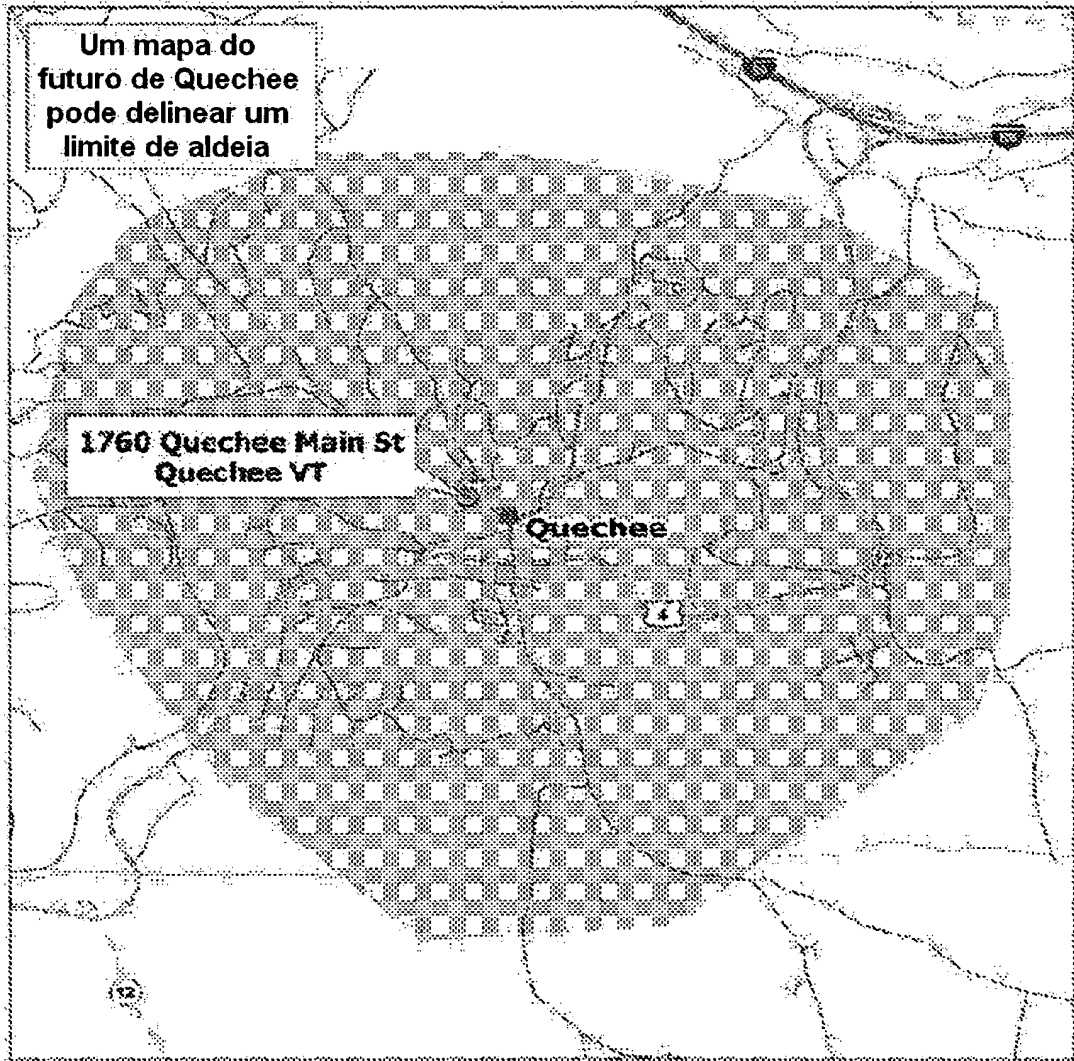 Um mapa do
futuro de Quechee
pode delinear um
limite de aldeia
1760 Quechee Main St
Quechee VT
Quechee
4
12